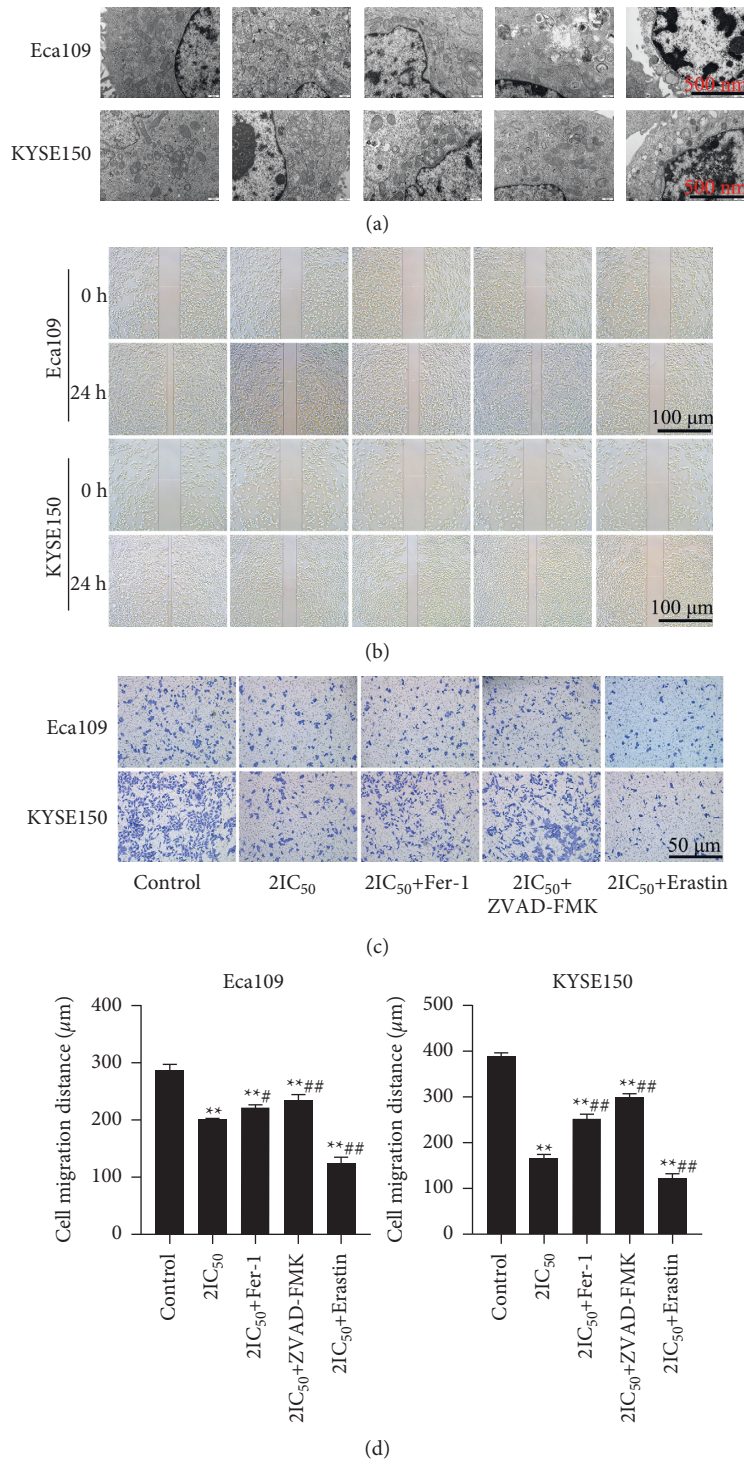 Eca109
500 nm
KYSE150
500 nm
(a)
Eca109
0 h
24 h
100 μm
KYSE150
0 h
24 h
100 μm
(b)
Eca109
KYSE150
50 μm
Control
2IC50
2IC50+Fer-1
2IC50+
ZVAD-FMK
2IC50+Erastin
(c)
Eca109
Cell migration distance (μm)
400
300
200
100
0
**
**#
**##
**##
Control
2IC50
2IC50+Fer-1
2IC50+ZVAD-FMK
2IC50+Erastin
KYSE150
Cell migration distance (μm)
500
400
300
200
100
0
**
**##
**##
**##
Control
2IC50
2IC50+Fer-1
2IC50+ZVAD-FMK
2IC50+Erastin
(d)